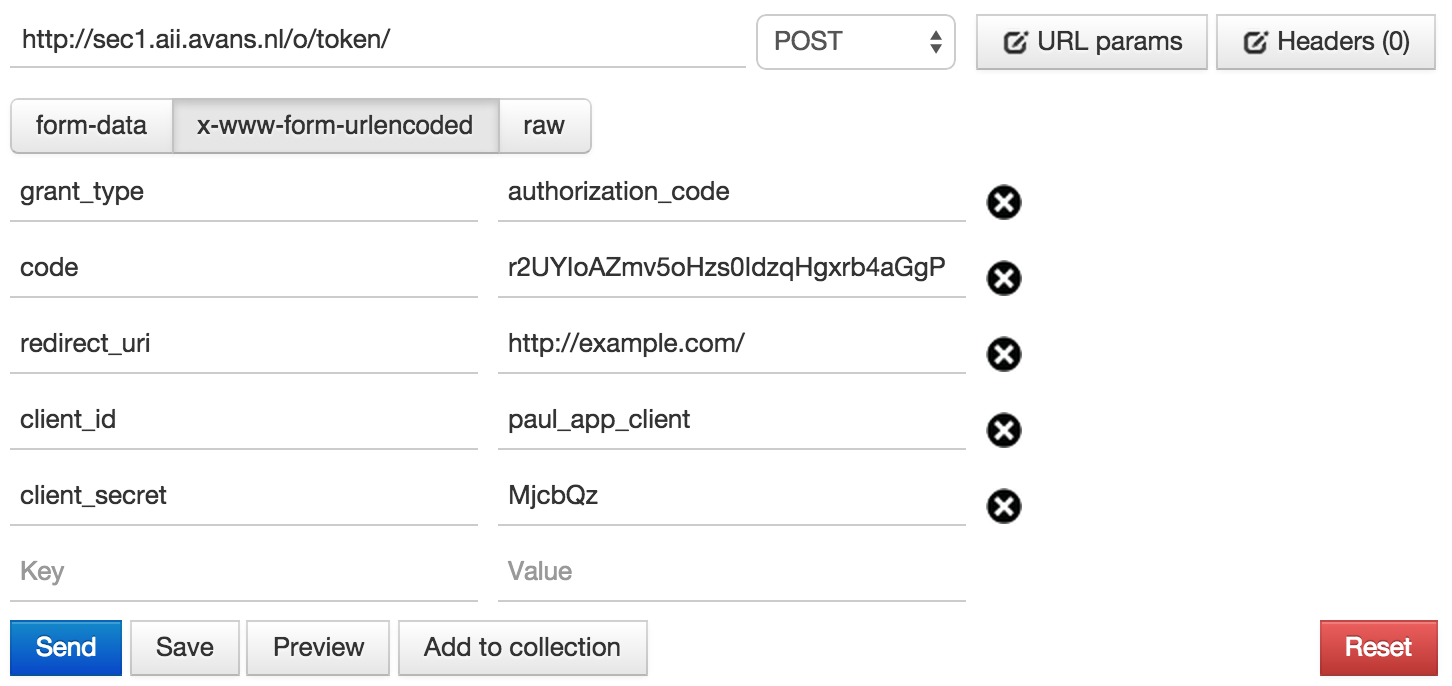 http://sec1.aii.avans.nl/o/token/ POST URL params Headers (0)
form-data x-www-form-urlencoded raw
grant_type authorization_code
code r2UYloAZmv5oHzs0ldzqHgxrb4aGgP
redirect_uri http://example.com/
client_id paul_app_client
client_secret MjcbQz
Key Value
Send Save Preview Add to collection Reset